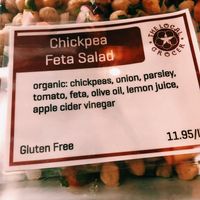 Chickpea
Feta Salad
THE LOCAL
GROCER
organic: chickpeas, onion, parsley,
tomato, feta, olive oil, lemon juice,
apple cider vinegar
Gluten Free
11.95/